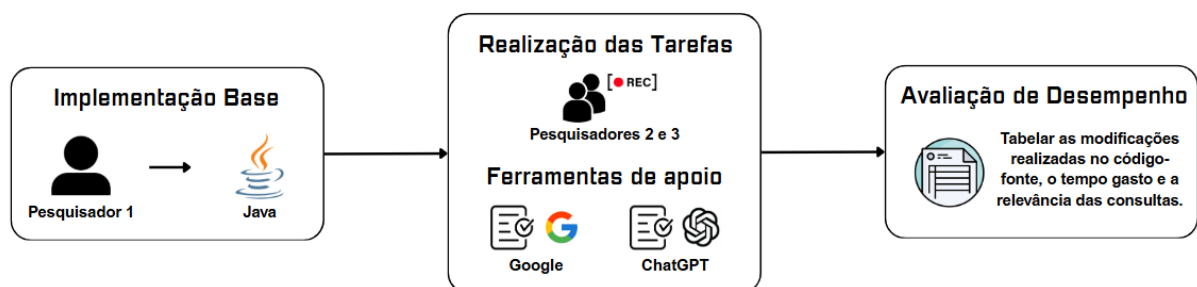 Implementação Base
Pesquisador 1
Java
Realização das Tarefas
[● REC]
Pesquisadores 2 e 3
Ferramentas de apoio
Google
ChatGPT
Avaliação de Desempenho
Tabelar as modificações
realizadas no código-
fonte, o tempo gasto e a
relevância das consultas.